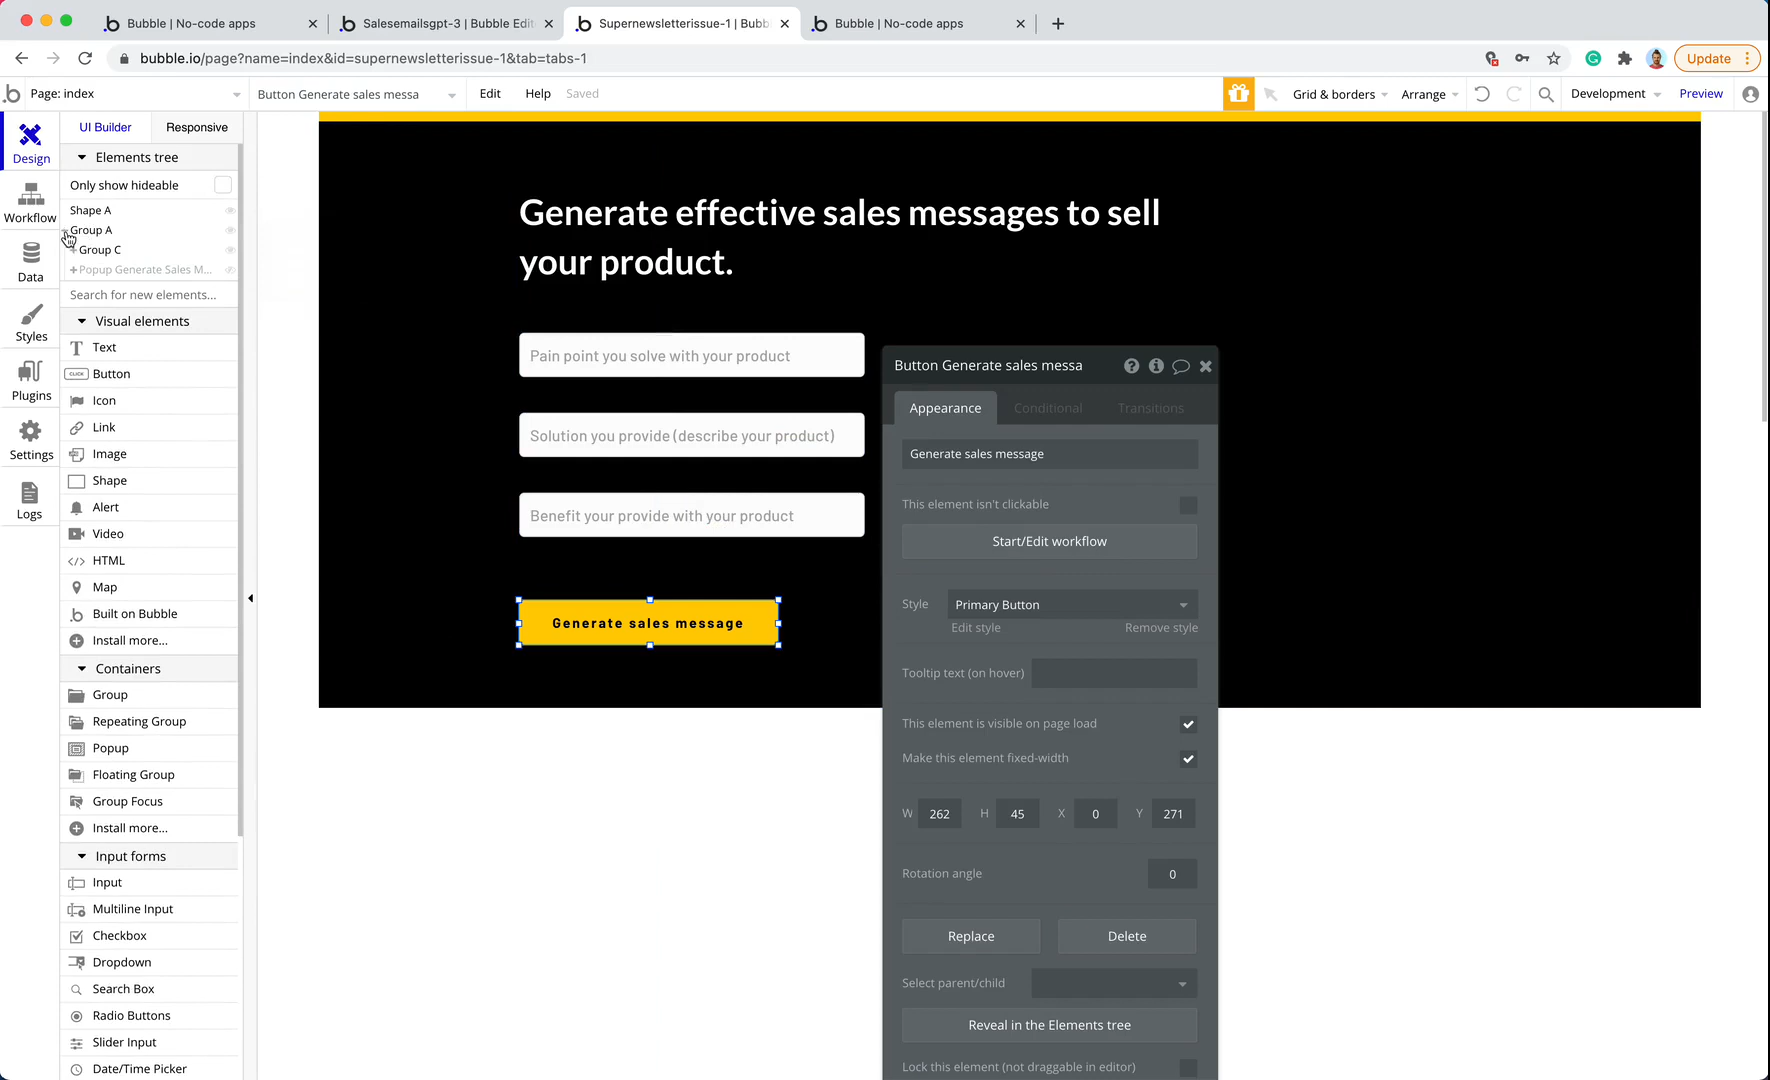 Bubble | No-code apps
Salesemailsgpt-3 | Bubble Edit
Supernewsletterissue-1 | Bubb
Bubble | No-code apps
bubble.io/page?name=index&id=supernewsletterissue-1&tab=tabs-1
Update
Page: index
Button Generate sales messa
Edit
Help
Saved
Grid & borders
Arrange
Development
Preview
Design
Workflow
Data
Styles
Plugins
Settings
Logs
UI Builder
Responsive
Elements tree
Only show hideable
Shape A
Group A
Group C
Popup Generate Sales M...
Search for new elements...
Visual elements
Text
CLICK
Button
Icon
Link
Image
Shape
Alert
Video
HTML
Map
Built on Bubble
Install more...
Containers
Group
Repeating Group
Popup
Floating Group
Group Focus
Install more...
Input forms
Input
Multiline Input
Checkbox
Dropdown
Search Box
Radio Buttons
Slider Input
Date/Time Picker
Generate effective sales messages to sell
your product.
Pain point you solve with your product
Solution you provide (describe your product)
Benefit your provide with your product
Generate sales message
Button Generate sales messa
Appearance
Conditional
Transitions
Generate sales message
This element isn't clickable
Start/Edit workflow
Style
Primary Button
Edit style
Remove style
Tooltip text (on hover)
This element is visible on page load
Make this element fixed-width
W 262 H 45 X 0 Y 271
Rotation angle 0
Replace
Delete
Select parent/child
Reveal in the Elements tree
Lock this element (not draggable in editor)